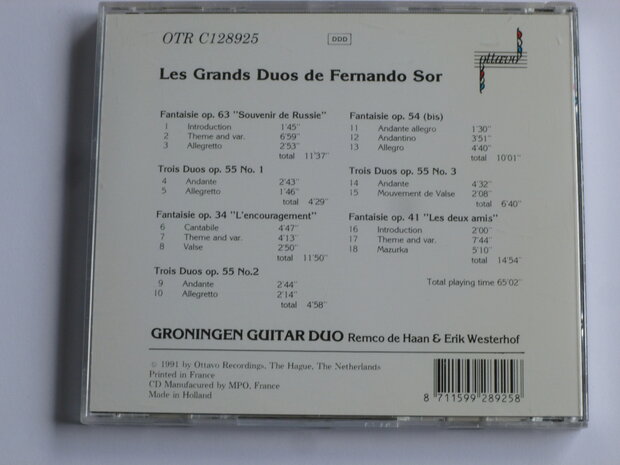 OTR C128925
DDD
ottavo
Les Grands Duos de Fernando Sor
Fantaisie op. 63 "Souvenir de Russie"
1 Introduction 1'45"
2 Theme and var. 6'59"
3 Allegretto 2'53"
total 11'37"
Trois Duos op. 55 No. 1
4 Andante 2'43"
5 Allegretto 1'46"
total 4'29"
Fantaisie op. 34 "L'encouragement"
6 Cantabile 4'47"
7 Theme and var. 4'13"
8 Valse 2'50"
total 11'50"
Trois Duos op. 55 No.2
9 Andante 2'44"
10 Allegretto 2'14"
total 4'58"
Fantaisie op. 54 (bis)
11 Andante allegro 1'30"
12 Andantino 3'51"
13 Allegro 4'40"
total 10'01"
Trois Duos op. 55 No. 3
14 Andante 4'32"
15 Mouvement de Valse 2'08"
total 6'40"
Fantaisie op. 41 "Les deux amis"
16 Introduction 2'00"
17 Theme and var. 7'44"
18 Mazurka 5'10"
total 14'54"
Total playing time 65'02"
GRONINGEN GUITAR DUO Remco de Haan & Erik Westerhof
© 1991 by Ottavo Recordings, The Hague, The Netherlands
Printed in France
CD Manufacured by MPO, France
Made in Holland
8 711599 289258